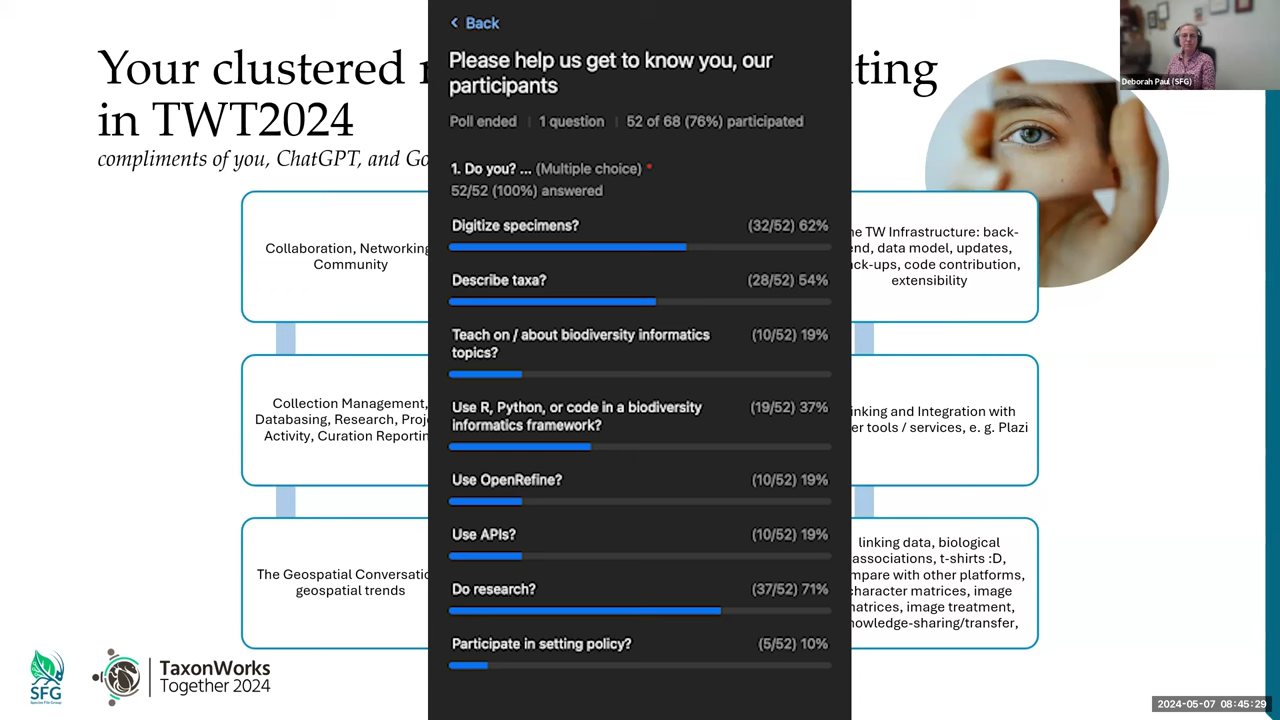 Your clustered
ting
in TWT2024
compliments of you, ChatGPT, and
Collaboration, Networking
Community
Collection Management,
Databasing, Research,
Activity, Curation
The Geospatial
geospatial trends
SFG
Species File Group
TaxonWorks
Together 2024
< Back
Please help us get to know you, our
participants
Poll ended | 1 question | 52 of 68 (76%) participated
1. Do you? ... (Multiple choice) *
52/52 (100%) answered
Digitize specimens? (32/52) 62%
Describe taxa? (28/52) 54%
Teach on / about biodiversity informatics (10/52) 19%
topics?
Use R, Python, or code in a biodiversity (19/52) 37%
informatics framework?
Use OpenRefine? (10/52) 19%
Use APIs? (10/52) 19%
Do research? (37/52) 71%
Participate in setting policy? (5/52) 10%
TW Infrastructure: back-
end, data model, updates,
ck-ups, code contribution,
extensibility
inking and Integration with
er tools / services, e. g. Plazi
linking data, biological
associations, t-shirts :D,
mpare with other platforms,
character matrices, image
matrices, image treatment,
nowledge-sharing/transfer,
Deborah Paul (SFG)
2024-05-07 08:45:29